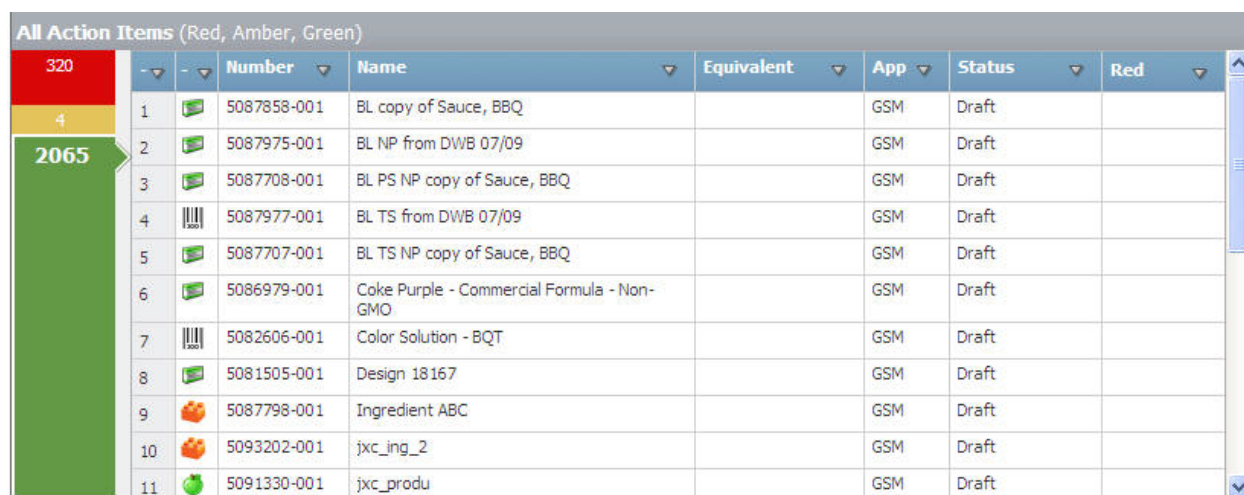 All Action Items (Red, Amber, Green)
320
4
2065
- - Number Name Equivalent App Status Red
1 5087858-001 BL copy of Sauce, BBQ GSM Draft
2 5087975-001 BL NP from DWB 07/09 GSM Draft
3 5087708-001 BL PS NP copy of Sauce, BBQ GSM Draft
4 5087977-001 BL TS from DWB 07/09 GSM Draft
5 5087707-001 BL TS NP copy of Sauce, BBQ GSM Draft
6 5086979-001 Coke Purple - Commercial Formula - Non- GSM Draft
GMO
7 5082606-001 Color Solution - BQT GSM Draft
8 5081505-001 Design 18167 GSM Draft
9 5087798-001 Ingredient ABC GSM Draft
10 5093202-001 jxc_ing_2 GSM Draft
11 5091330-001 jxc_produ GSM Draft